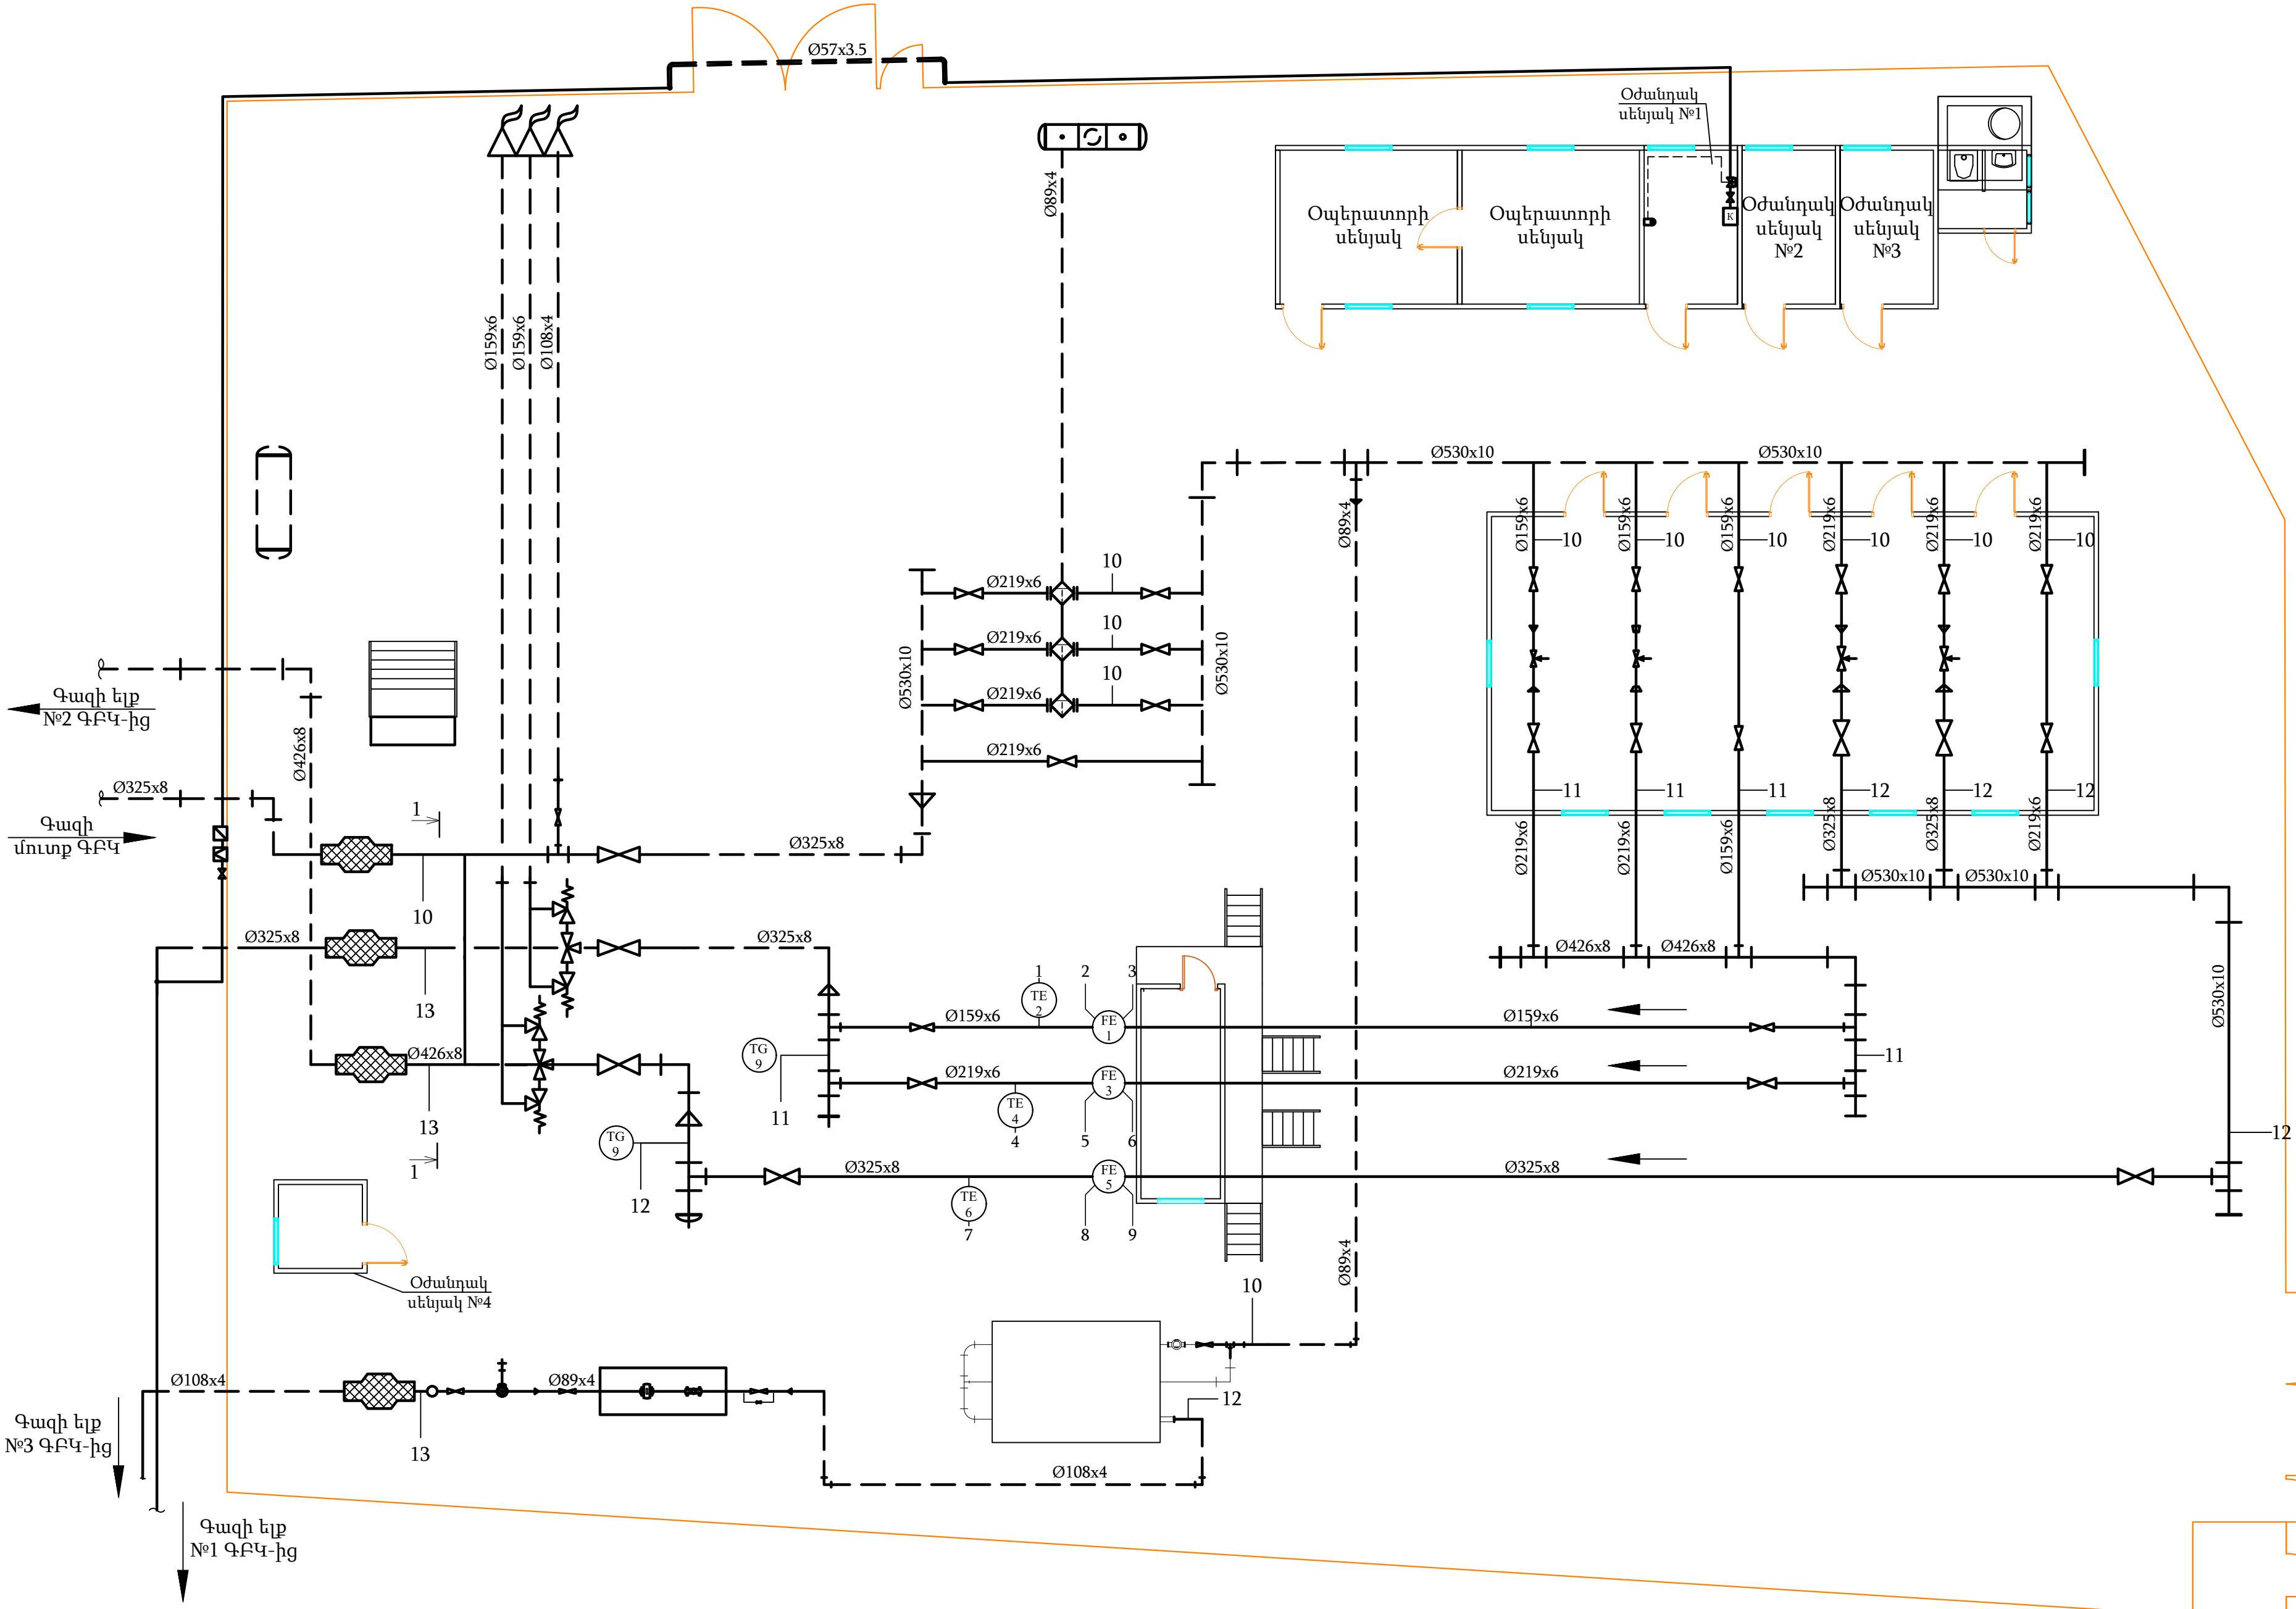 Ø57x3.5
Օժանդակ
սենյակ №1
Ø89x4
Օպերատորի
սենյակ
Օպերատորի
սենյակ
K
Օժանդակ
սենյակ
№2
Օժանդակ
սենյակ
№3
Ø159x6
Ø159x6
Ø108x4
Ø530x10
Ø530x10
Ø89x4
Ø159x6
Ø159x6
Ø159x6
Ø219x6
Ø219x6
Ø219x6
10
10
10
10
10
10
10
Ø219x6
10
Ø219x6
10
Ø219x6
Ø530x10
Ø530x10
Ø219x6
Գազի ելք
№2 ԳԲԿ-ից
Ø426x8
Ø325x8
Գազի
մուտք ԳԲԿ
1
Ø325x8
10
11
11
11
12
12
12
Ø219x6
Ø219x6
Ø159x6
Ø325x8
Ø325x8
Ø219x6
Ø530x10
Ø530x10
Ø325x8
Ø325x8
13
Ø426x8
Ø426x8
Ø530x10
1
2
3
TE
2
FE
1
Ø159x6
Ø159x6
TG
9
11
11
Ø426x8
13
Ø219x6
FE
3
Ø219x6
TE
4
4
5
6
1
TG
9
12
12
Ø325x8
FE
5
Ø325x8
TE
6
7
8
9
Օժանդակ
սենյակ №4
Ø89x4
10
Ø108x4
Ø89x4
12
13
Ø108x4
Գազի ելք
№3 ԳԲԿ-ից
Գազի ելք
№1 ԳԲԿ-ից